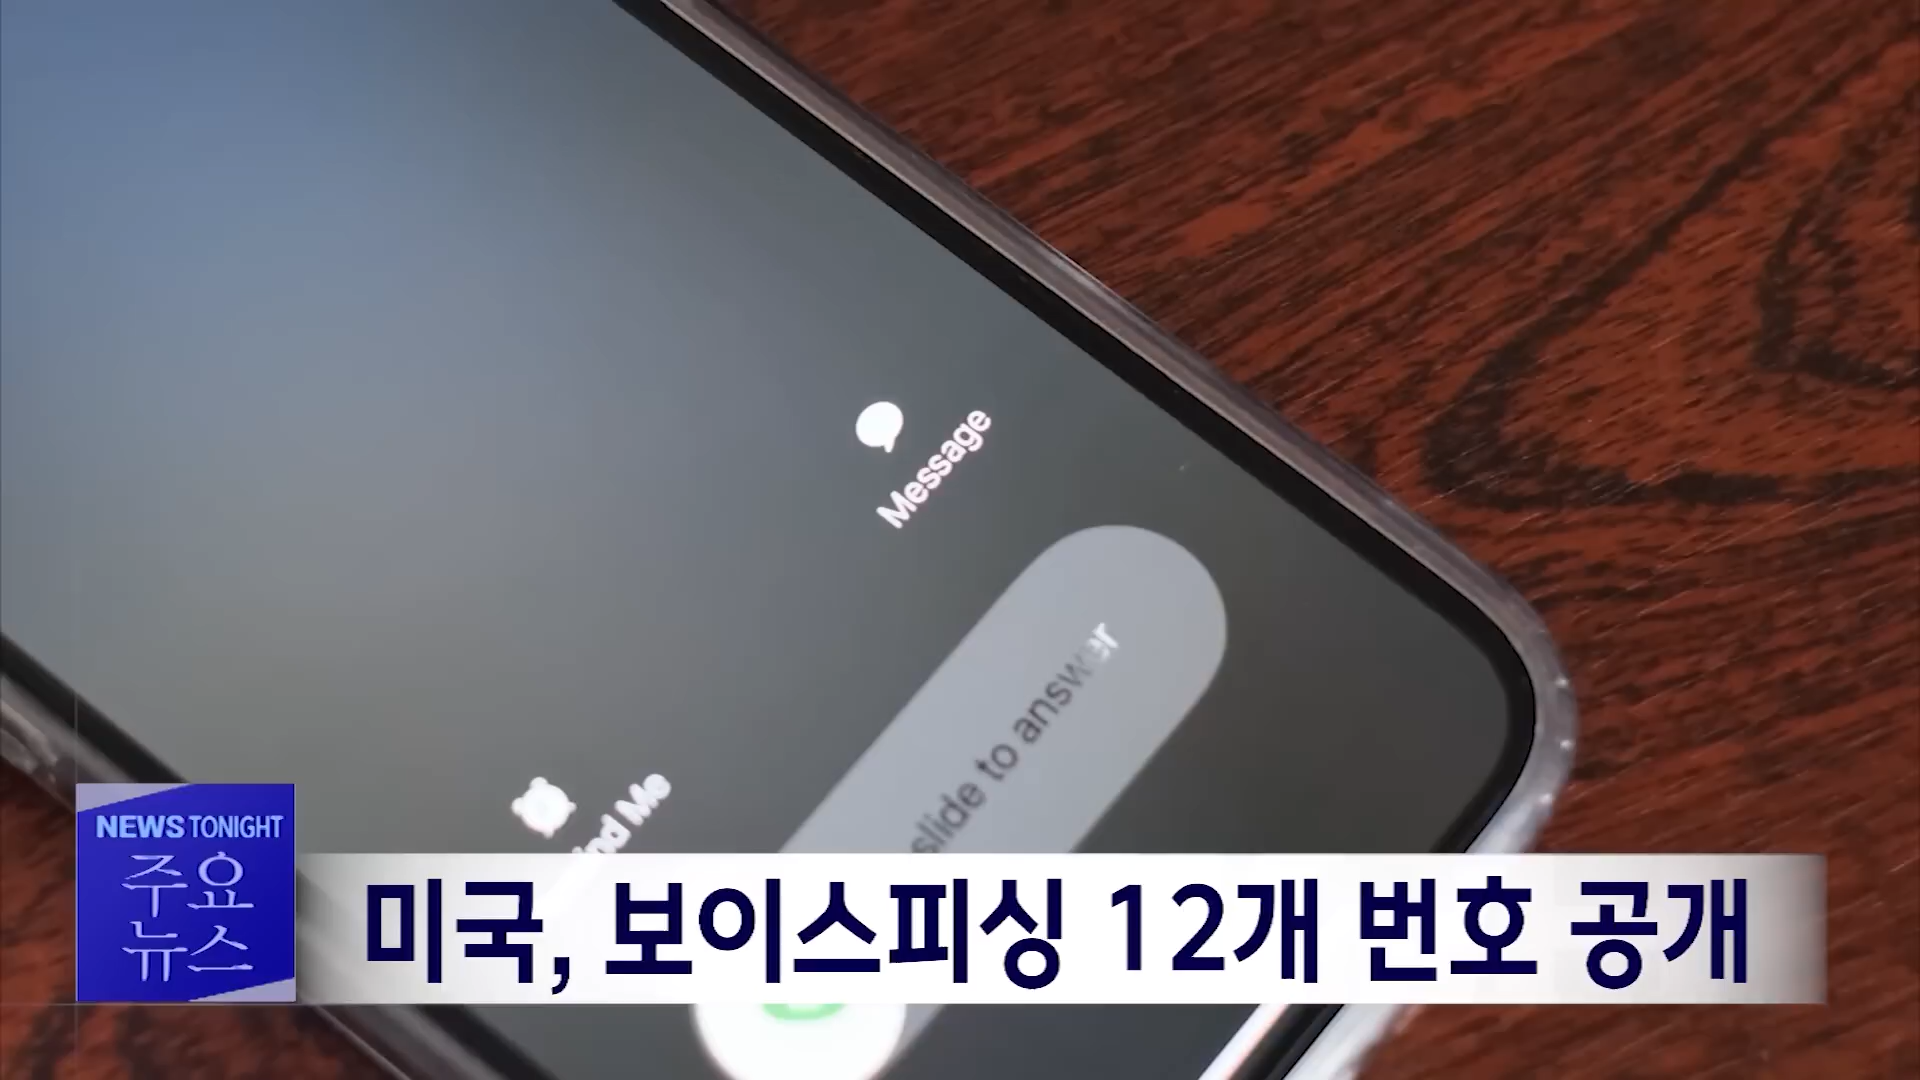 Message
slide to answer
Me
NEWS TONIGHT
주요
뉴스
미국, 보이스피싱 12개 번호 공개